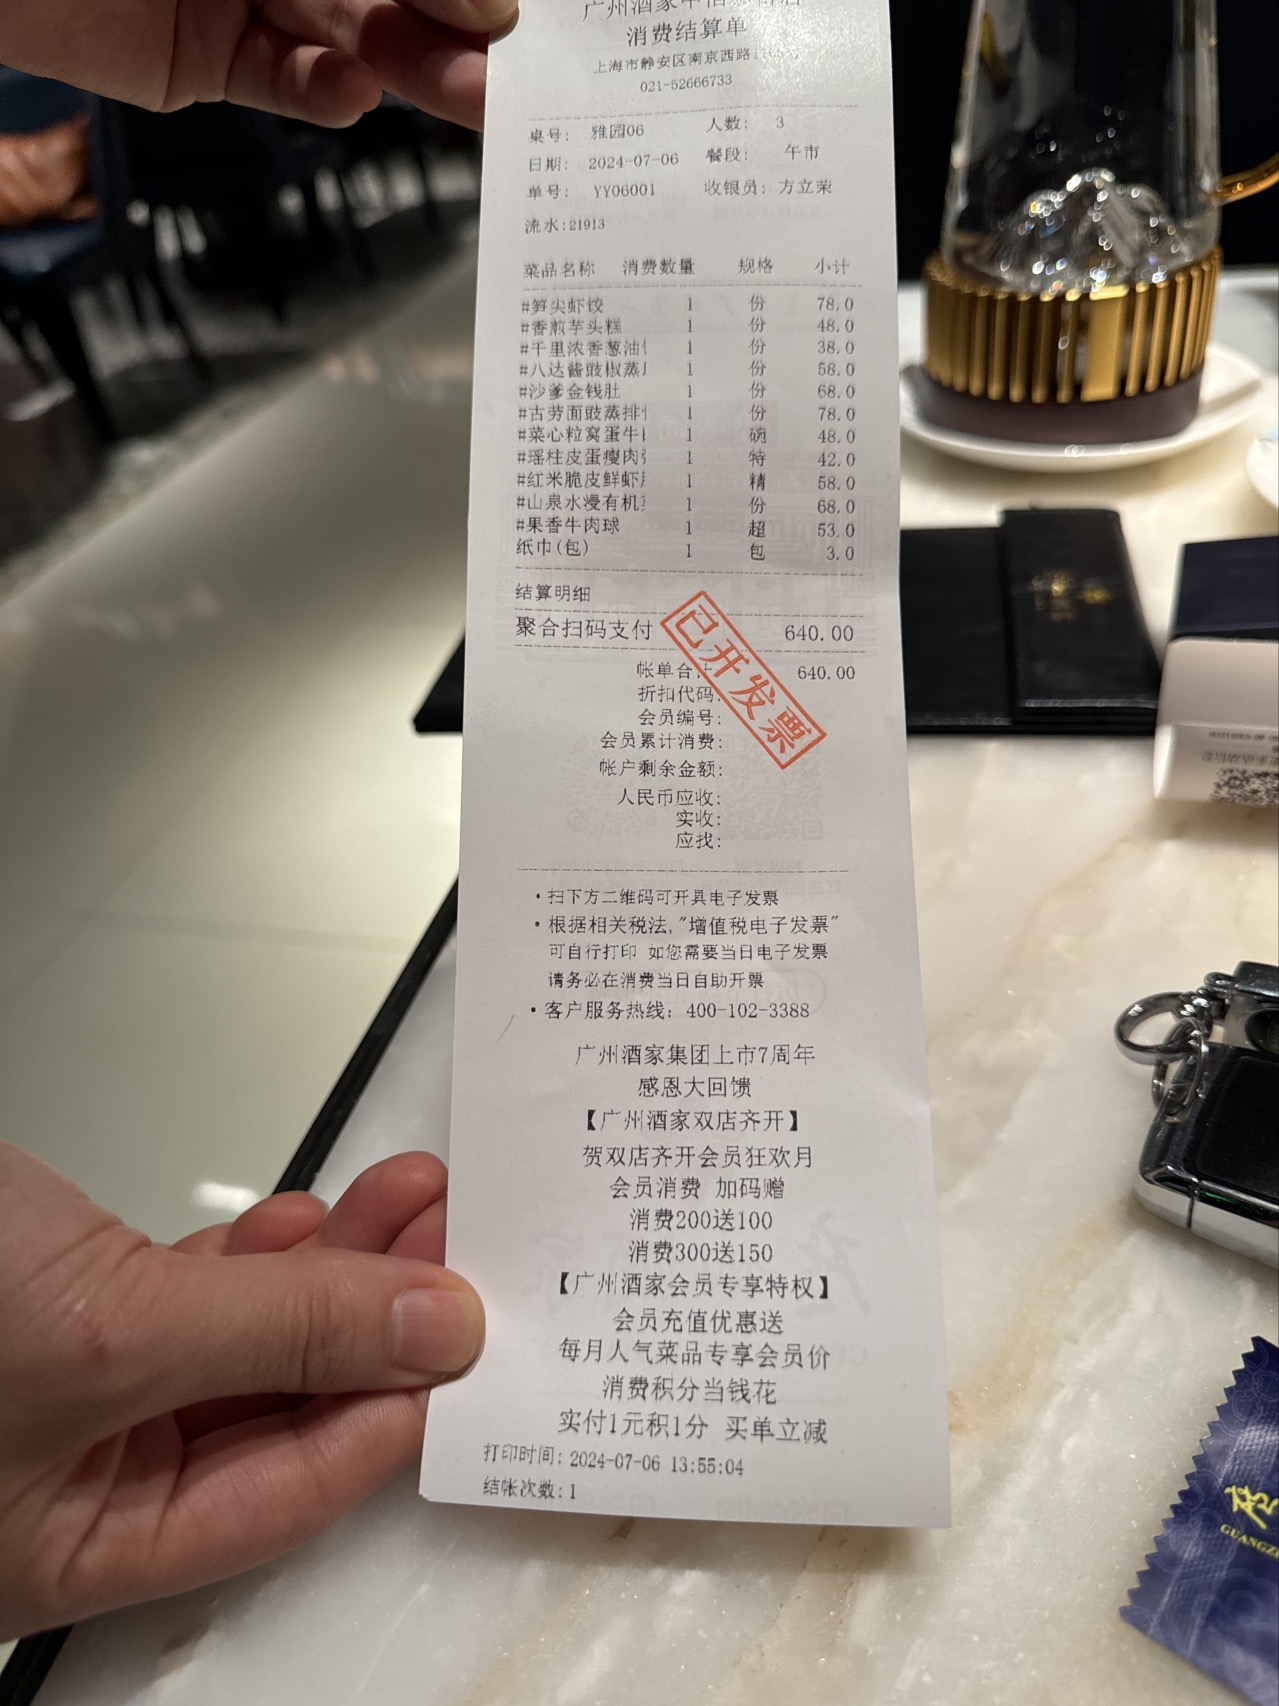 消费结算单
上海市静安区南京西路
021-52666733
桌号: 雅园06 人数: 3
日期: 2024-07-06 餐段: 午市
单号: YY06001 收银员: 方立荣
流水:21913
菜品名称 消费数量 规格 小计
#笋尖虾饺 1 份 78.0
#香煎芋头糕 1 份 48.0
#千里浓香葱油 1 份 38.0
#八达酱豉椒蒸 1 份 58.0
#沙爹金钱肚 1 份 68.0
#古劳面豉蒸排 1 份 78.0
#菜心粒窝蛋牛 1 碗 48.0
#瑶柱皮蛋瘦肉 1 特 42.0
#红米脆皮鲜虾 1 精 58.0
#山泉水浸有机 1 份 68.0
#果香牛肉球 1 超 53.0
纸巾(包) 1 包 3.0
结算明细
聚合扫码支付 640.00
已开发票
帐单合计: 640.00
折扣代码:
会员编号:
会员累计消费:
帐户剩余金额:
人民币应收:
实收:
应找:
·扫下方二维码可开具电子发票
·根据相关税法,"增值税电子发票"
可自行打印 如您需要当日电子发票
请务必在消费当日自助开票
·客户服务热线: 400-102-3388
广州酒家集团上市7周年
感恩大回馈
【广州酒家双店齐开】
贺双店齐开会员狂欢月
会员消费 加码赠
消费200送100
消费300送150
【广州酒家会员专享特权】
会员充值优惠送
每月人气菜品专享会员价
消费积分当钱花
实付1元积1分 买单立减
打印时间: 2024-07-06 13:55:04
结帐次数:1